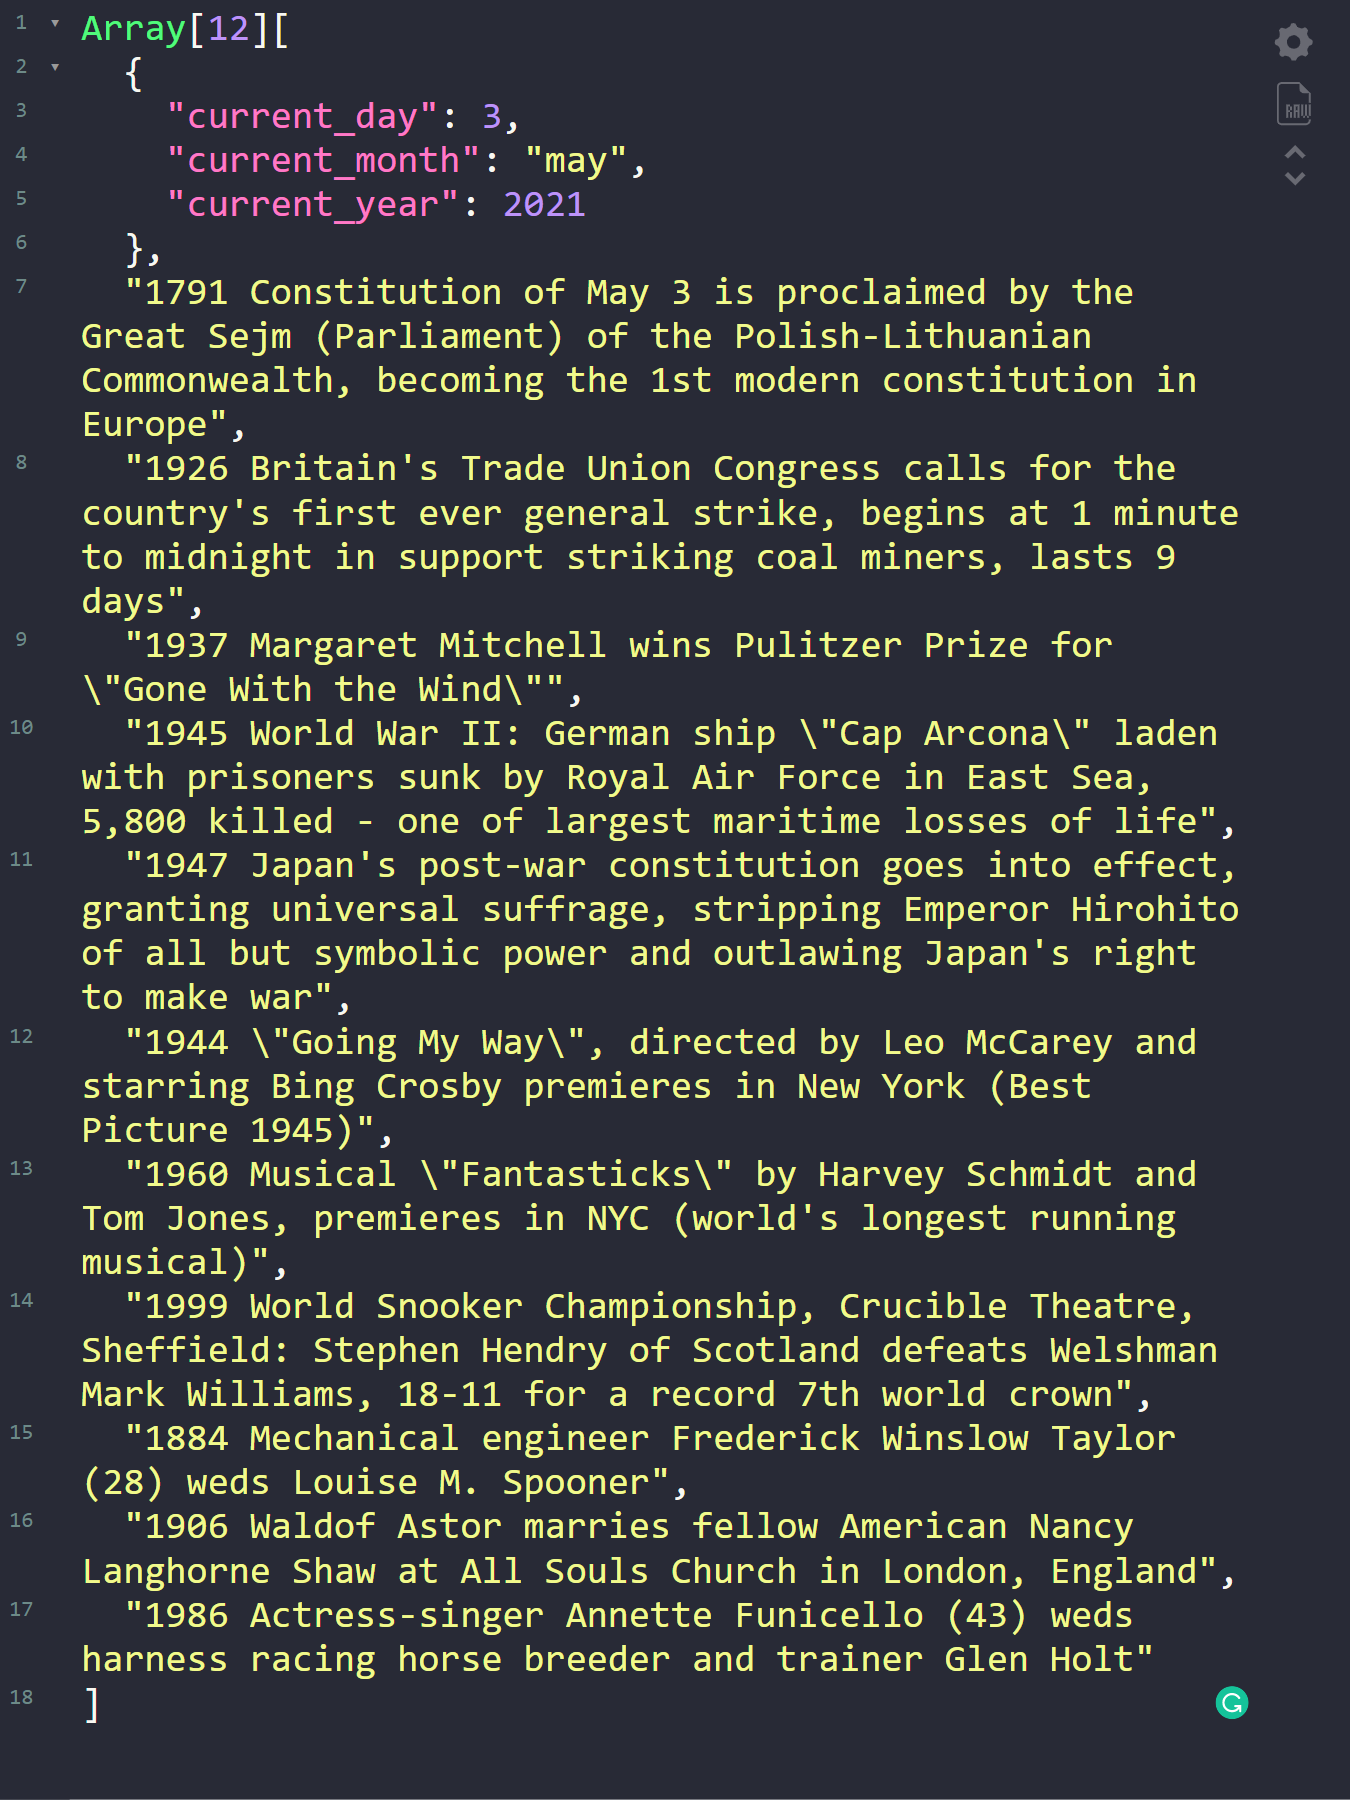 1 Array[12][
2 {
3 "current_day": 3,
4 "current_month": "may",
5 "current_year": 2021
6 },
7 "1791 Constitution of May 3 is proclaimed by the
Great Sejm (Parliament) of the Polish-Lithuanian
Commonwealth, becoming the 1st modern constitution in
Europe",
8 "1926 Britain's Trade Union Congress calls for the
country's first ever general strike, begins at 1 minute
to midnight in support striking coal miners, lasts 9
days",
9 "1937 Margaret Mitchell wins Pulitzer Prize for
\"Gone With the Wind\"",
10 "1945 World War II: German ship \"Cap Arcona\" laden
with prisoners sunk by Royal Air Force in East Sea,
5,800 killed - one of largest maritime losses of life",
11 "1947 Japan's post-war constitution goes into effect,
granting universal suffrage, stripping Emperor Hirohito
of all but symbolic power and outlawing Japan's right
to make war",
12 "1944 \"Going My Way\", directed by Leo McCarey and
starring Bing Crosby premieres in New York (Best
Picture 1945)",
13 "1960 Musical \"Fantasticks\" by Harvey Schmidt and
Tom Jones, premieres in NYC (world's longest running
musical)",
14 "1999 World Snooker Championship, Crucible Theatre,
Sheffield: Stephen Hendry of Scotland defeats Welshman
Mark Williams, 18-11 for a record 7th world crown",
15 "1884 Mechanical engineer Frederick Winslow Taylor
(28) weds Louise M. Spooner",
16 "1906 Waldof Astor marries fellow American Nancy
Langhorne Shaw at All Souls Church in London, England",
17 "1986 Actress-singer Annette Funicello (43) weds
harness racing horse breeder and trainer Glen Holt"
18 ]
RAW